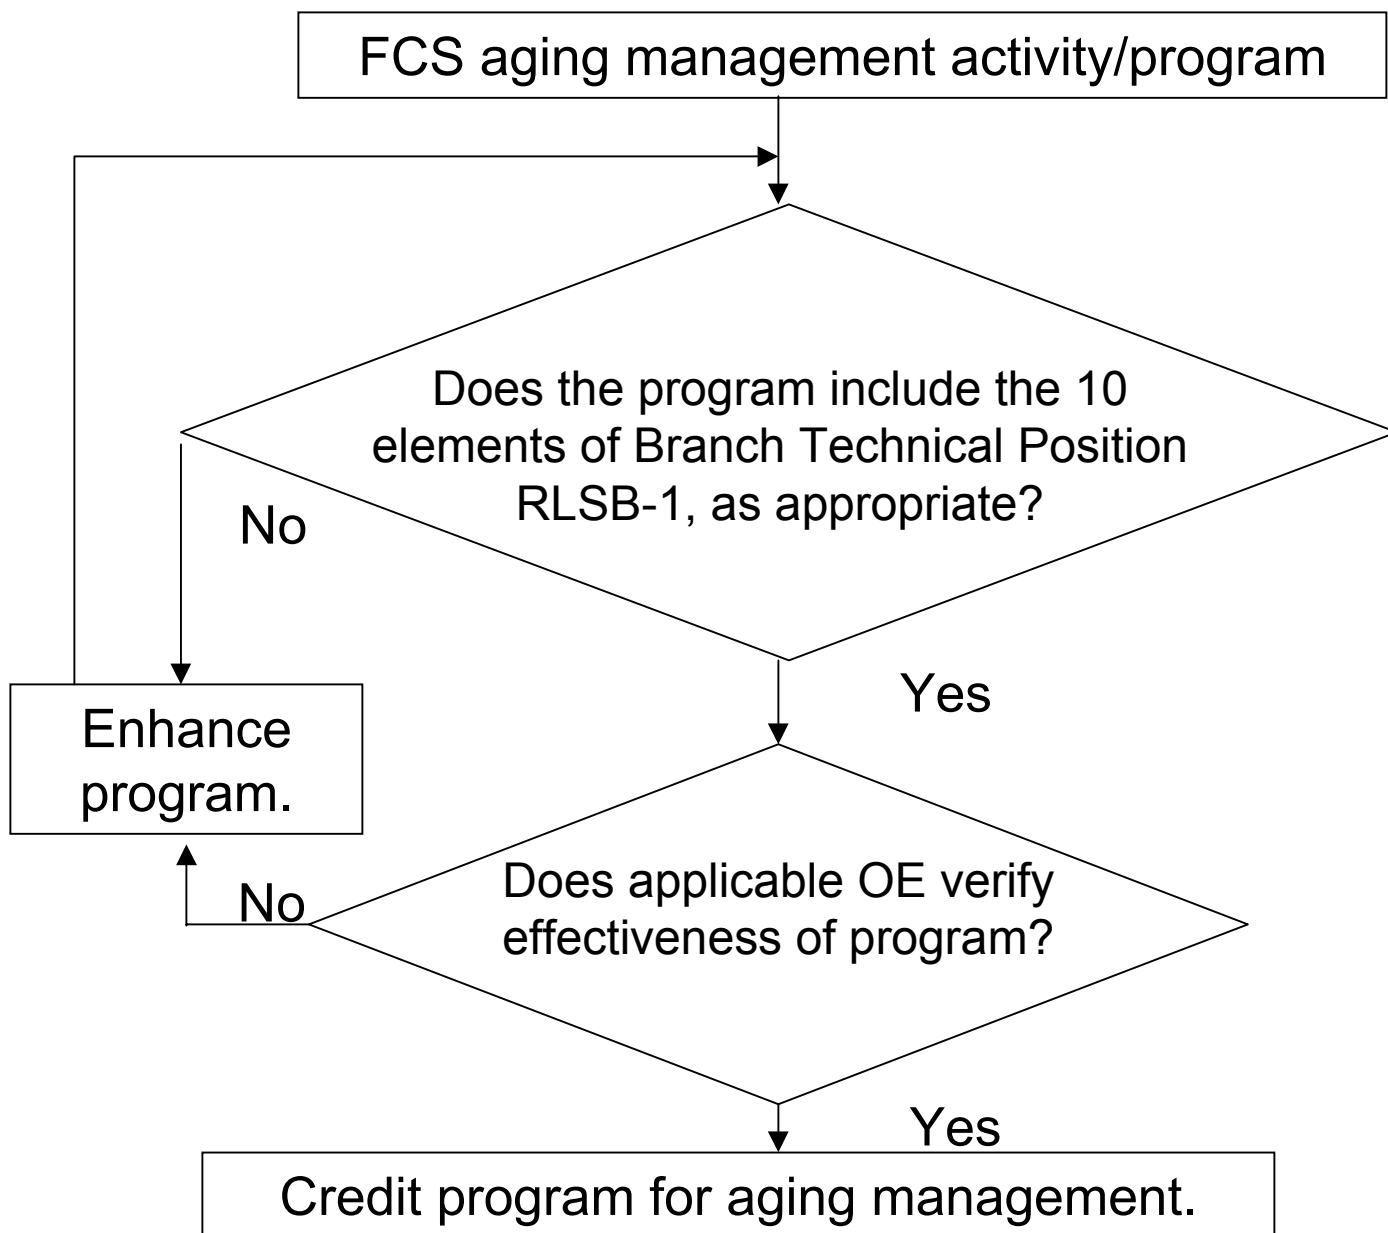 FCS aging management activity/program
Does the program include the 10
elements of Branch Technical Position
RLSB-1, as appropriate?
No
Yes
Enhance
program.
Does applicable OE verify
effectiveness of program?
No
Yes
Credit program for aging management.